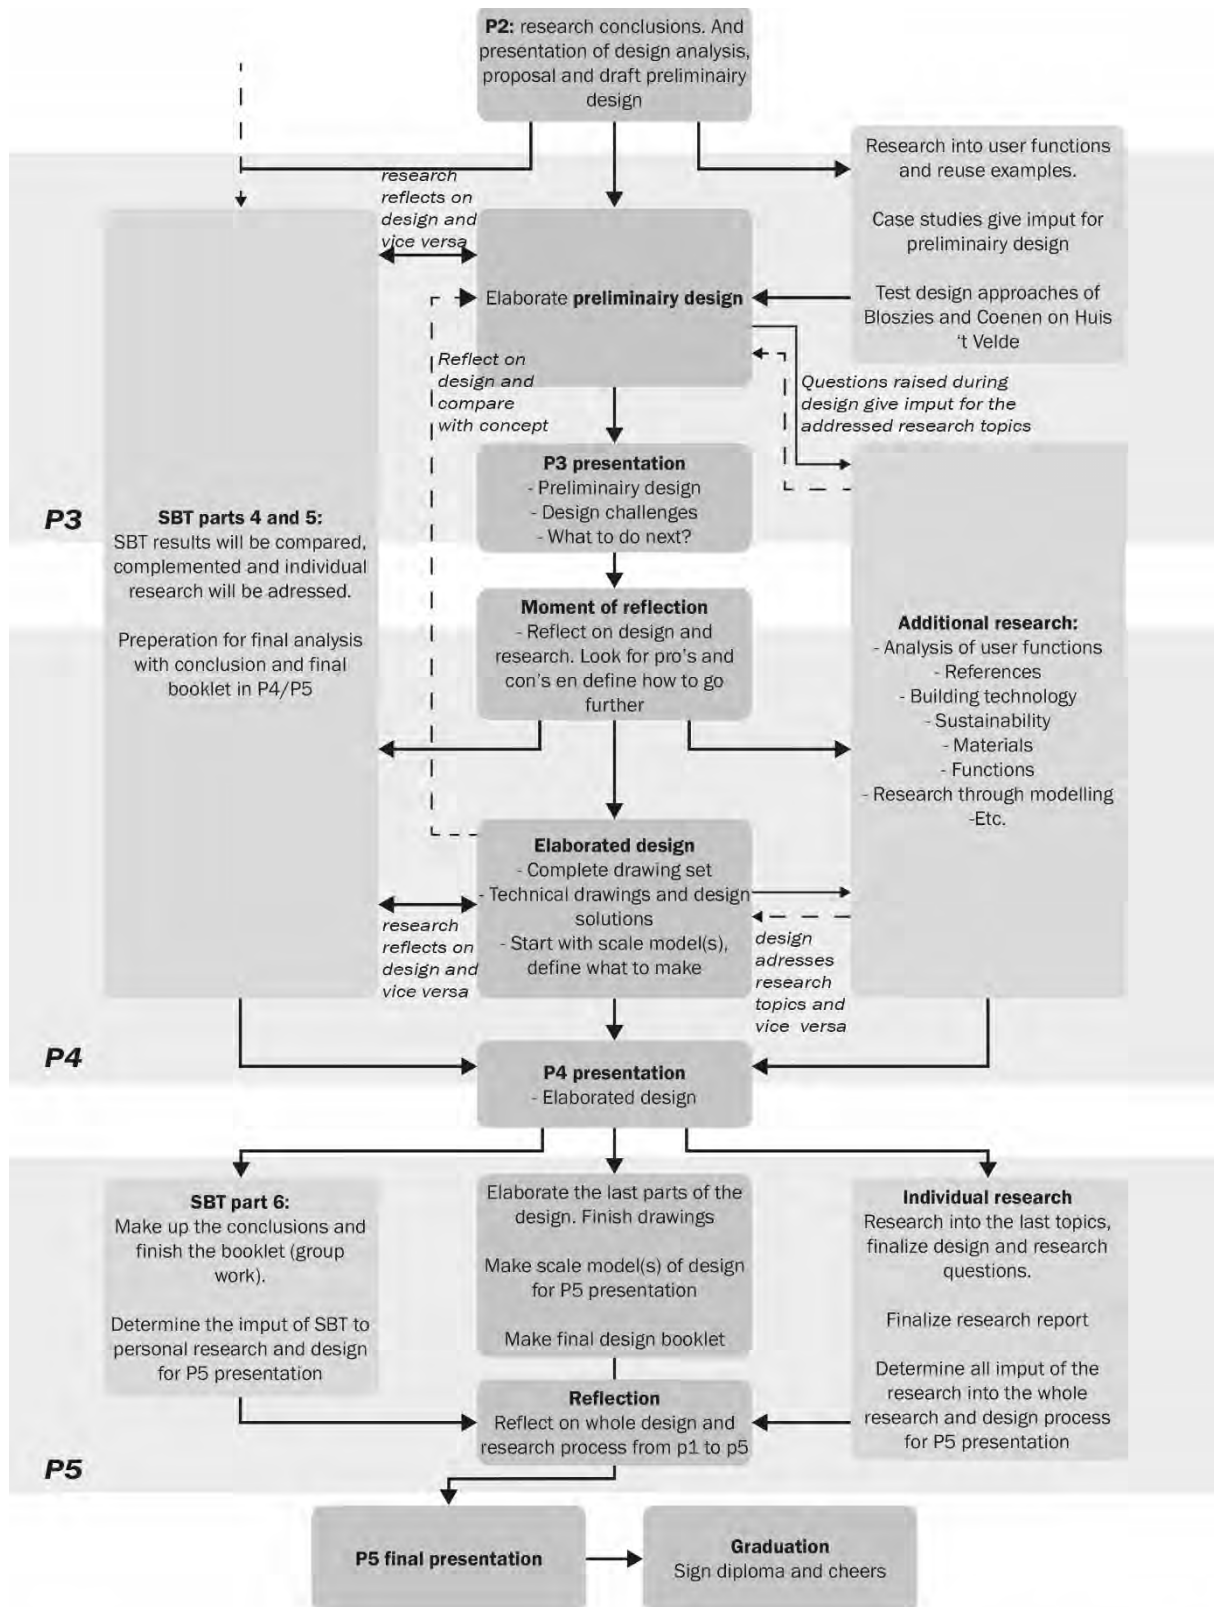 P2: research conclusions. And
presentation of design analysis,
proposal and draft preliminairy
design
Research into user functions
and reuse examples.
Case studies give imput for
preliminairy design
Test design approaches of
Bloszies and Coenen on Huis
't Velde
research
reflects on
design and
vice versa
Elaborate preliminairy design
Reflect on
design and
compare
with concept
Questions raised during
design give imput for the
addressed research topics
P3 presentation
- Preliminairy design
- Design challenges
- What to do next?
P3
SBT parts 4 and 5:
SBT results will be compared,
complemented and individual
research will be adressed.
Preperation for final analysis
with conclusion and final
booklet in P4/P5
Moment of reflection
- Reflect on design and
research. Look for pro's and
con's en define how to go
further
Additional research:
- Analysis of user functions
- References
- Building technology
- Sustainability
- Materials
- Functions
- Research through modelling
-Etc.
Elaborated design
- Complete drawing set
- Technical drawings and design
solutions
- Start with scale model(s),
define what to make
research
reflects on
design and
vice versa
design
adresses
research
topics and
vice versa
P4
P4 presentation
- Elaborated design
SBT part 6:
Make up the conclusions and
finish the booklet (group
work).
Determine the imput of SBT to
personal research and design
for P5 presentation
Elaborate the last parts of the
design. Finish drawings
Make scale model(s) of design
for P5 presentation
Make final design booklet
Individual research
Research into the last topics,
finalize design and research
questions.
Finalize research report
Determine all imput of the
research into the whole
research and design process
for P5 presentation
Reflection
Reflect on whole design and
research process from p1 to p5
P5
P5 final presentation
Graduation
Sign diploma and cheers